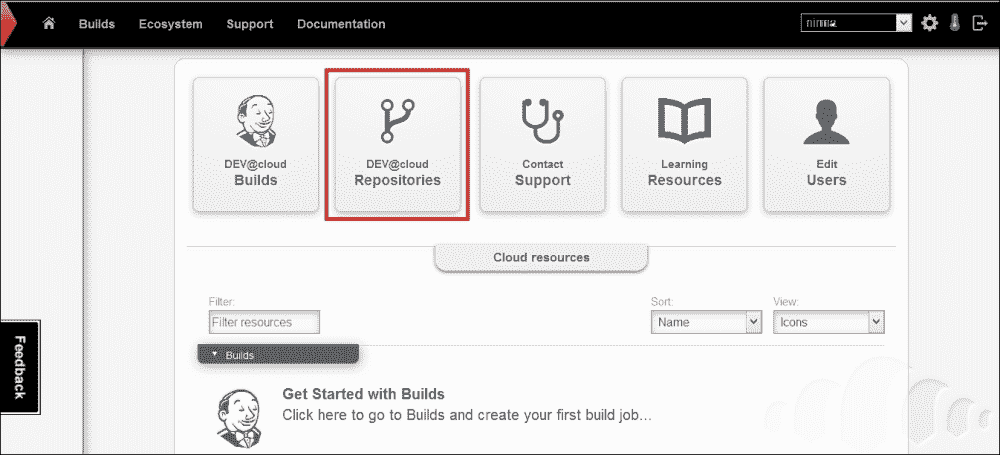 Builds
Ecosystem
Support
Documentation
DEV@cloud
Builds
DEV@cloud
Repositories
Contact
Support
Learning
Resources
Edit
Users
Cloud resources
Filter:
Filter resources
Sort:
Name
View:
Icons
Builds
Get Started with Builds
Click here to go to Builds and create your first build job...
Feedback